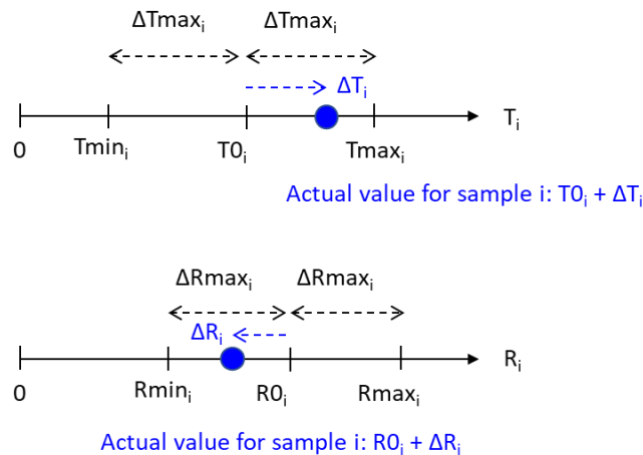 ΔTmaxᵢ ΔTmaxᵢ
ΔTᵢ
0 Tminᵢ T0ᵢ Tmaxᵢ Tᵢ
Actual value for sample i: T0ᵢ + ΔTᵢ
ΔRmaxᵢ ΔRmaxᵢ
ΔRᵢ
0 Rminᵢ R0ᵢ Rmaxᵢ Rᵢ
Actual value for sample i: R0ᵢ + ΔRᵢ